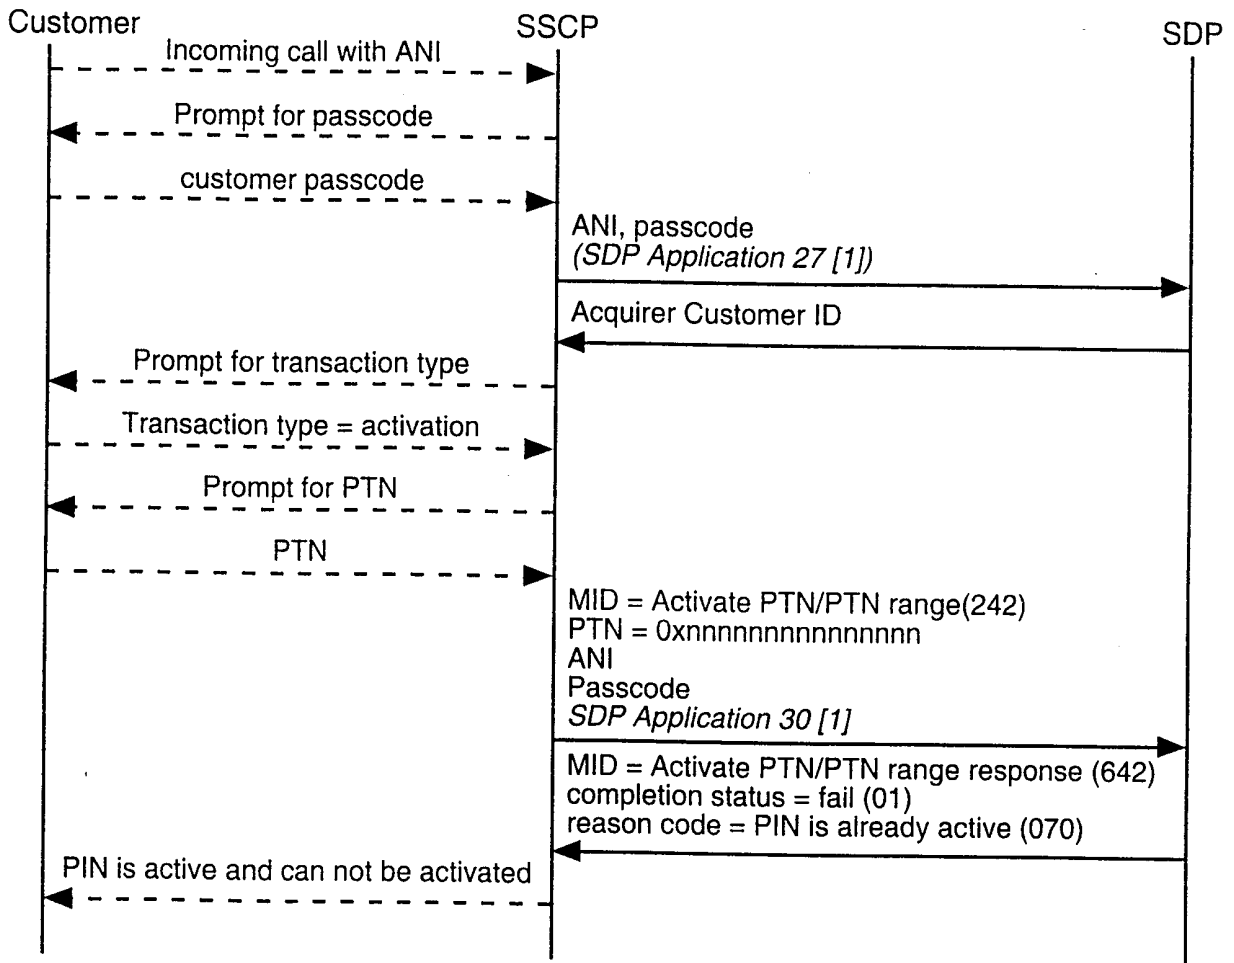 Customer
SSCP
SDP
Incoming call with ANI
Prompt for passcode
customer passcode
ANI, passcode
(SDP Application 27 [1])
Acquirer Customer ID
Prompt for transaction type
Transaction type = activation
Prompt for PTN
PTN
MID = Activate PTN/PTN range(242)
PTN = 0xnnnnnnnnnnnnnnnn
ANI
Passcode
SDP Application 30 [1]
MID = Activate PTN/PTN range response (642)
completion status = fail (01)
reason code = PIN is already active (070)
PIN is active and can not be activated